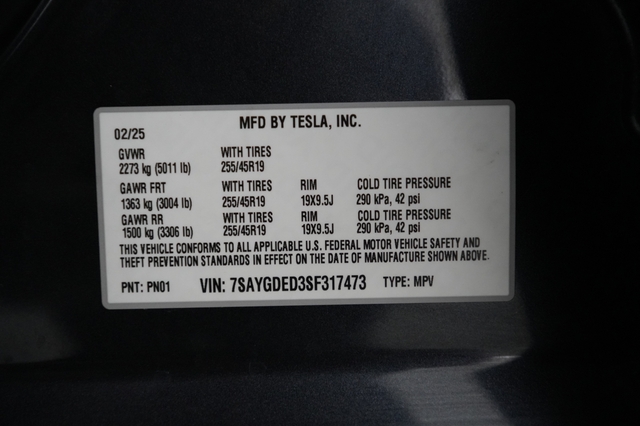 MFD BY TESLA, INC.
02/25
GVWR WITH TIRES
2273 kg (5011 lb) 255/45R19
GAWR FRT WITH TIRES RIM COLD TIRE PRESSURE
1363 kg (3004 lb) 255/45R19 19X9.5J 290 kPa, 42 psi
GAWR RR WITH TIRES RIM COLD TIRE PRESSURE
1500 kg (3306 lb) 255/45R19 19X9.5J 290 kPa, 42 psi
THIS VEHICLE CONFORMS TO ALL APPLICABLE U.S. FEDERAL MOTOR VEHICLE SAFETY AND
THEFT PREVENTION STANDARDS IN EFFECT ON THE DATE OF MANUFACTURE SHOWN ABOVE.
PNT: PN01 VIN: 7SAYGDED3SF317473 TYPE: MPV